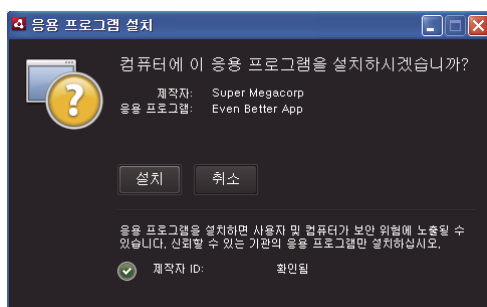 응용 프로그램 설치
컴퓨터에 이 응용 프로그램을 설치하시겠습니까?
제작자: Super Megacorp
응용 프로그램: Even Better App
설치 취소
응용 프로그램을 설치하면 사용자 및 컴퓨터가 보안 위험에 노출될 수
있습니다. 신뢰할 수 있는 기관의 응용 프로그램만 설치하십시오.
제작자 ID: 확인됨